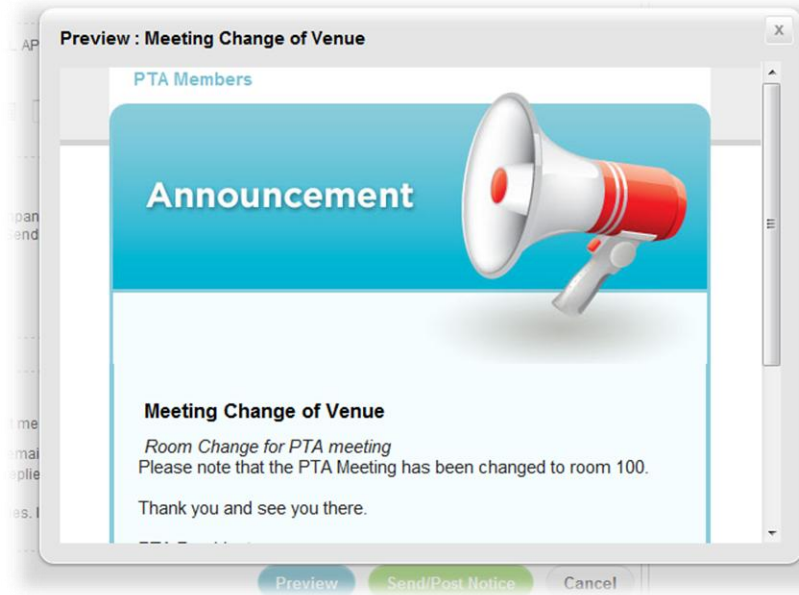 Preview : Meeting Change of Venue
x
PTA Members
Announcement
Meeting Change of Venue
Room Change for PTA meeting
Please note that the PTA Meeting has been changed to room 100.
Thank you and see you there.
Preview
Send/Post Notice
Cancel